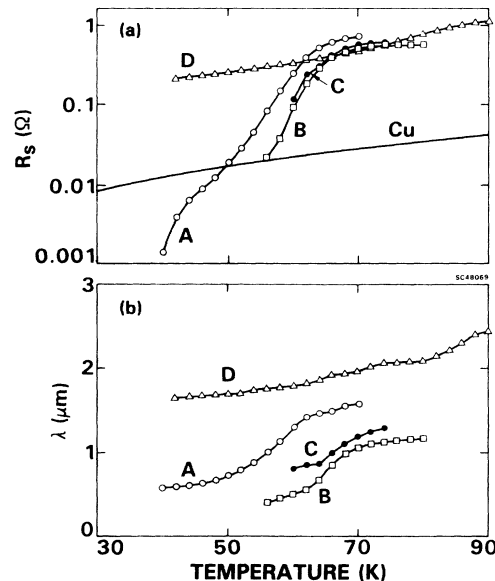 1
(a)
D
0.1
C
B
Rs (Ω)
Cu
0.01
A
0.001
SC48069
3
(b)
D
2
λ (μm)
C
A
1
B
0
30
50
70
90
TEMPERATURE (K)